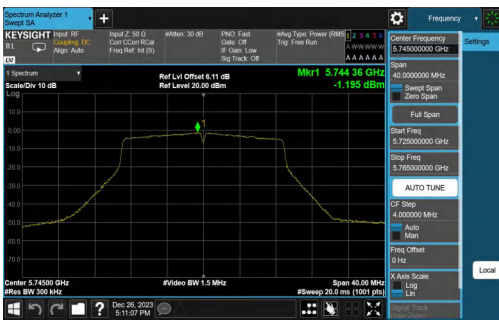 Spectrum Analyzer 1
Swept SA
+
Frequency
KEYSIGHT
Input: RF
Coupling: DC
Align: Auto
Input Z: 50 Ω
Corr CCorr RCal
Freq Ref: Int (S)
#Atten: 30 dB
PNO: Fast
Gate: Off
IF Gain: Low
Sig Track: Off
#Avg Type: Power (RMS)
Trig: Free Run
1 2 3 4 5 6
A W W W W W
A A A A A A
R L
LV
1 Spectrum
Scale/Div 10 dB
Log
Ref Lvl Offset 6.11 dB
Ref Level 20.00 dBm
Mkr1 5.744 36 GHz
-1.195 dBm
10.0
0.00
-10.0
-20.0
-30.0
-40.0
-50.0
-60.0
-70.0
1
Center 5.74500 GHz
#Res BW 300 kHz
#Video BW 1.5 MHz
Span 40.00 MHz
#Sweep 20.0 ms (1001 pts)
Dec 26, 2023
5:11:07 PM
?
Center Frequency
5.745000000 GHz
Settings
Span
40.0000000 MHz
Swept Span
Zero Span
Full Span
Start Freq
5.725000000 GHz
Stop Freq
5.765000000 GHz
AUTO TUNE
CF Step
4.000000 MHz
Auto
Man
Freq Offset
0 Hz
X Axis Scale
Log
Lin
Local
Signal Track